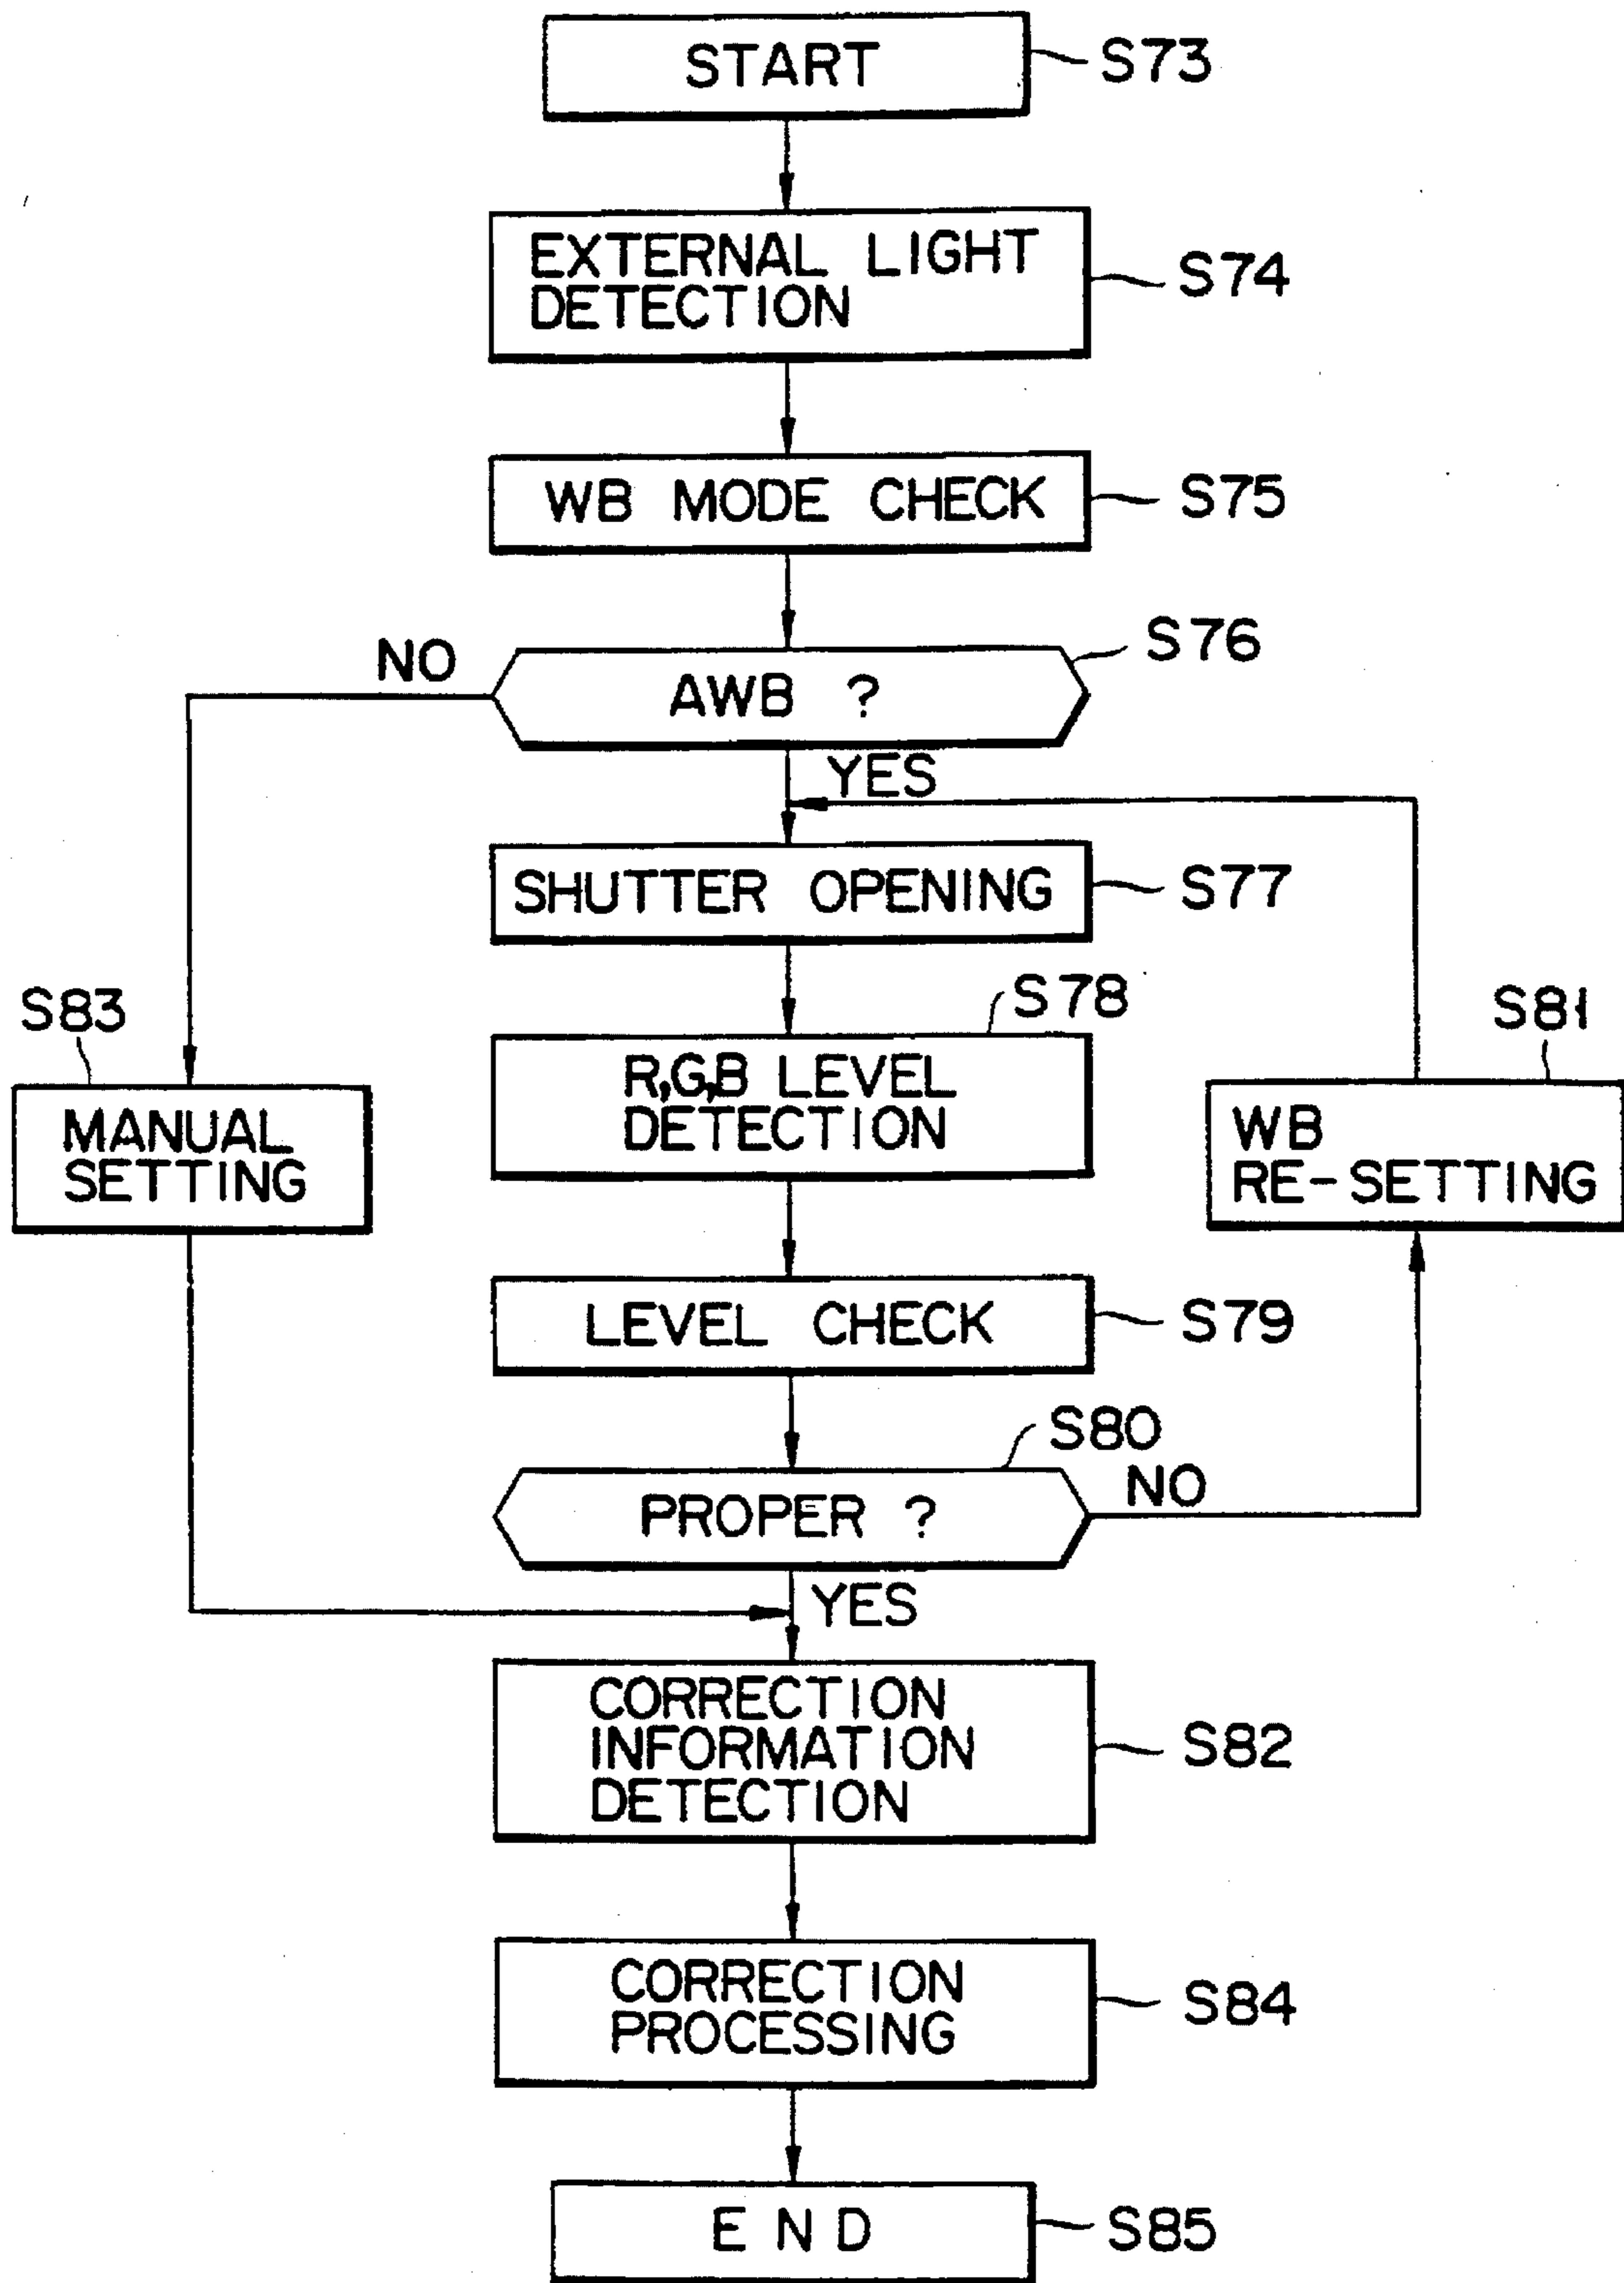 START
S73
EXTERNAL LIGHT
DETECTION
S74
WB MODE CHECK
S75
S76
NO
AWB ?
YES
SHUTTER OPENING
S77
S78
R,G,B LEVEL
DETECTION
S83
MANUAL
SETTING
S81
WB
RE-SETTING
LEVEL CHECK
S79
S80
PROPER ?
NO
YES
CORRECTION
INFORMATION
DETECTION
S82
CORRECTION
PROCESSING
S84
END
S85